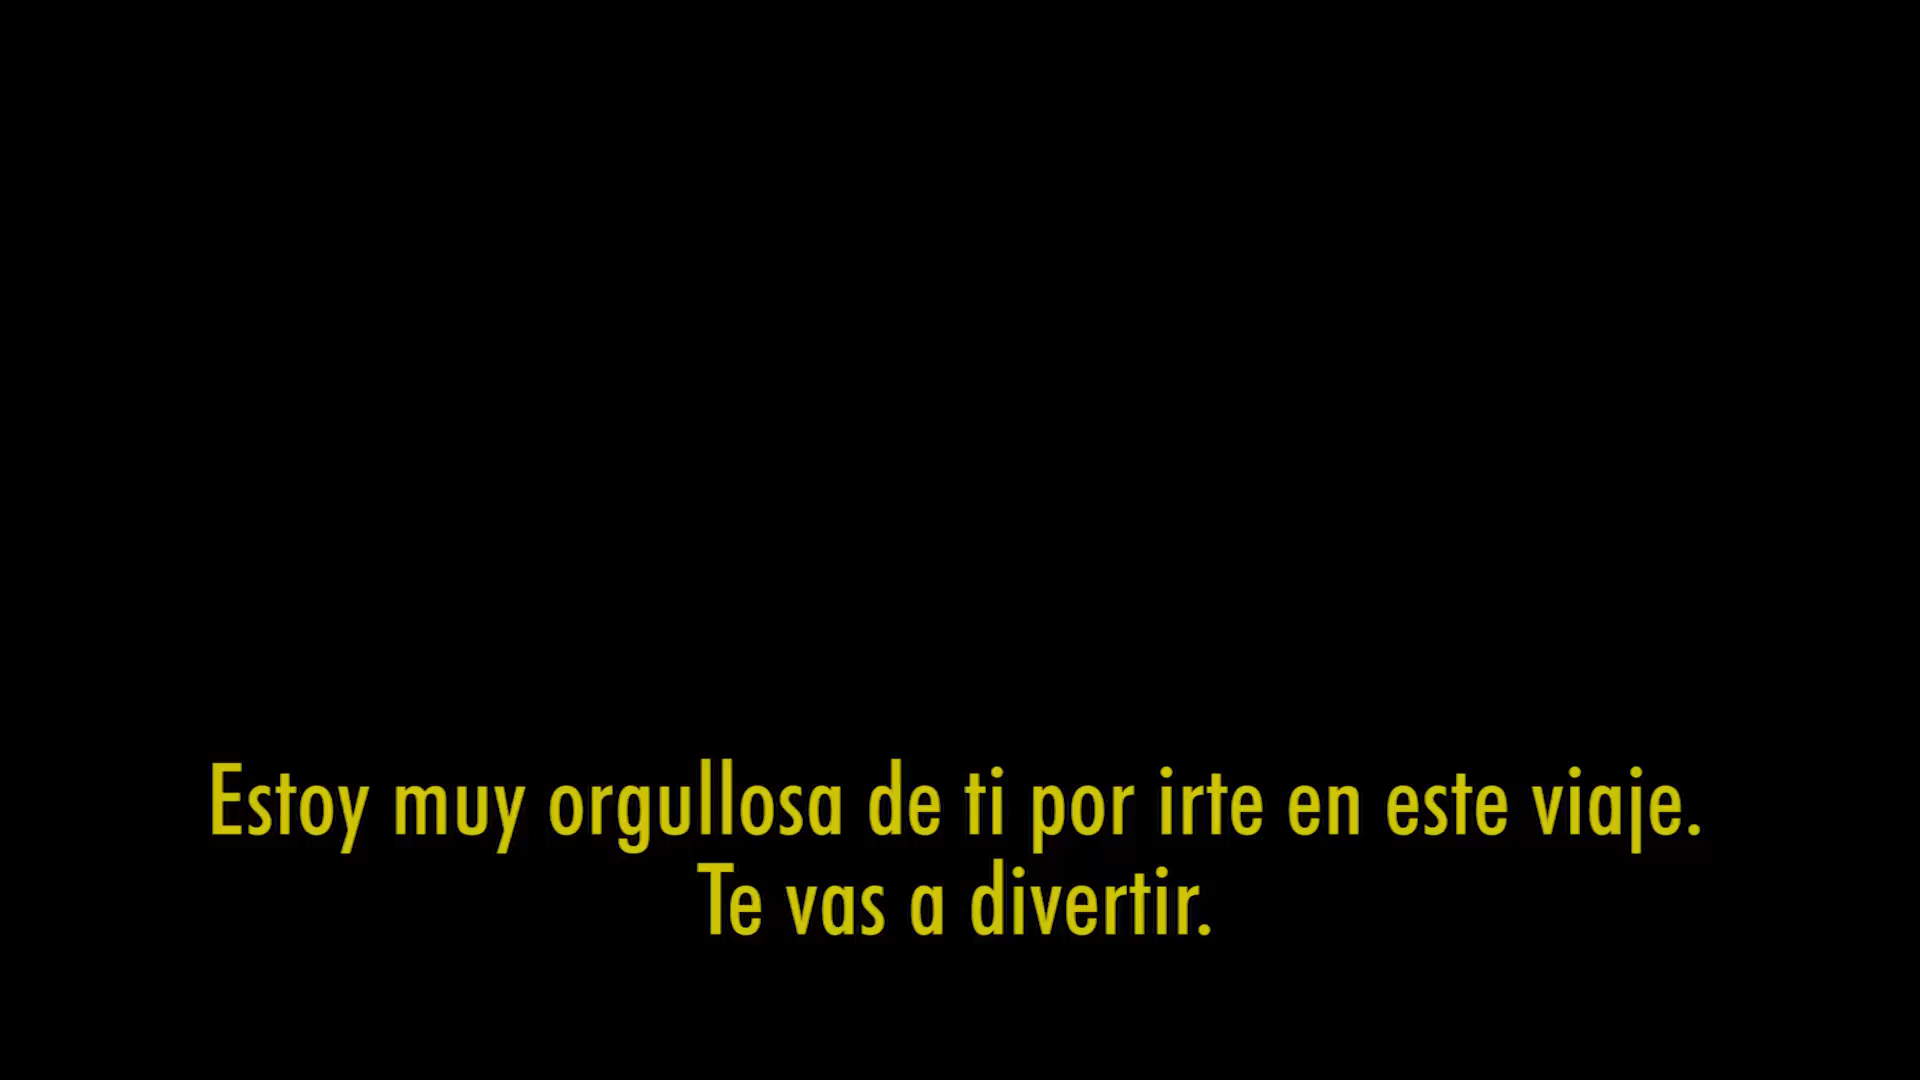 Estoy muy orgullosa de ti por irte en este viaje.
Te vas a divertir.